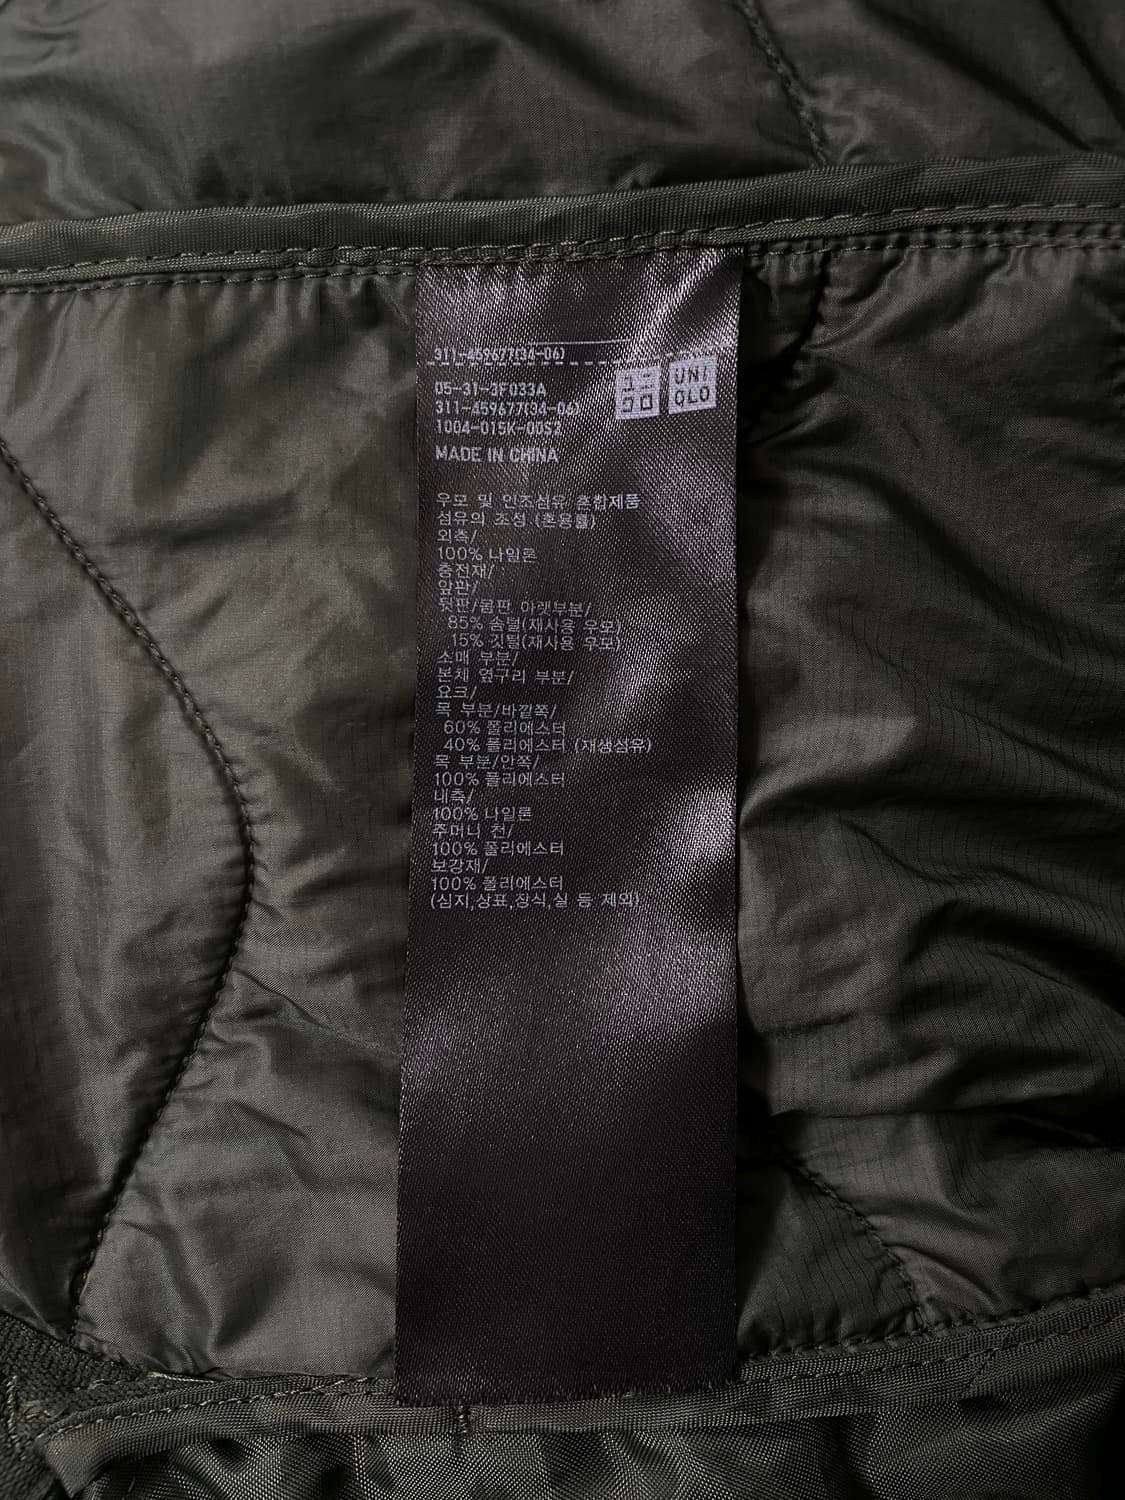 311-459677(34-06)
05-31-3F033A
311-459677(34-06)
1004-015K-00S2
ユニ
クロ
UNI
QLO
MADE IN CHINA
우모 및 인조섬유 혼합제품
섬유의 조성 (혼용률)
외측/
100% 나일론
충전재/
앞판/
뒷판/뒷판 아랫부분/
85% 솜털(재사용 우모)
15% 깃털(재사용 우모)
소매 부분/
본체 옆구리 부분/
요크/
목 부분/바깥쪽/
60% 폴리에스터
40% 폴리에스터 (재생섬유)
목 부분/안쪽/
100% 폴리에스터
내측/
100% 나일론
주머니 천/
100% 폴리에스터
보강재/
100% 폴리에스터
(심지,상표,장식,실 등 제외)